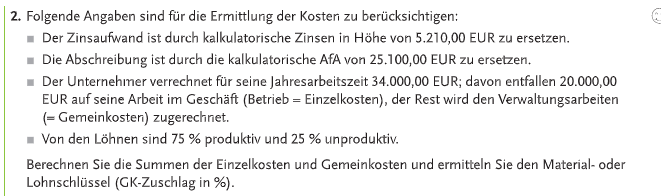 2. Folgende Angaben sind für die Ermittlung der Kosten zu berücksichtigen:
■ Der Zinsaufwand ist durch kalkulatorische Zinsen in Höhe von 5.210,00 EUR zu ersetzen.
■ Die Abschreibung ist durch die kalkulatorische AfA von 25.100,00 EUR zu ersetzen.
■ Der Unternehmer verrechnet für seine Jahresarbeitszeit 34.000,00 EUR; davon entfallen 20.000,00
EUR auf seine Arbeit im Geschäft (Betrieb = Einzelkosten), der Rest wird den Verwaltungsarbeiten
(= Gemeinkosten) zugerechnet.
■ Von den Löhnen sind 75 % produktiv und 25 % unproduktiv.
Berechnen Sie die Summen der Einzelkosten und Gemeinkosten und ermitteln Sie den Material- oder
Lohnschlüssel (GK-Zuschlag in %).